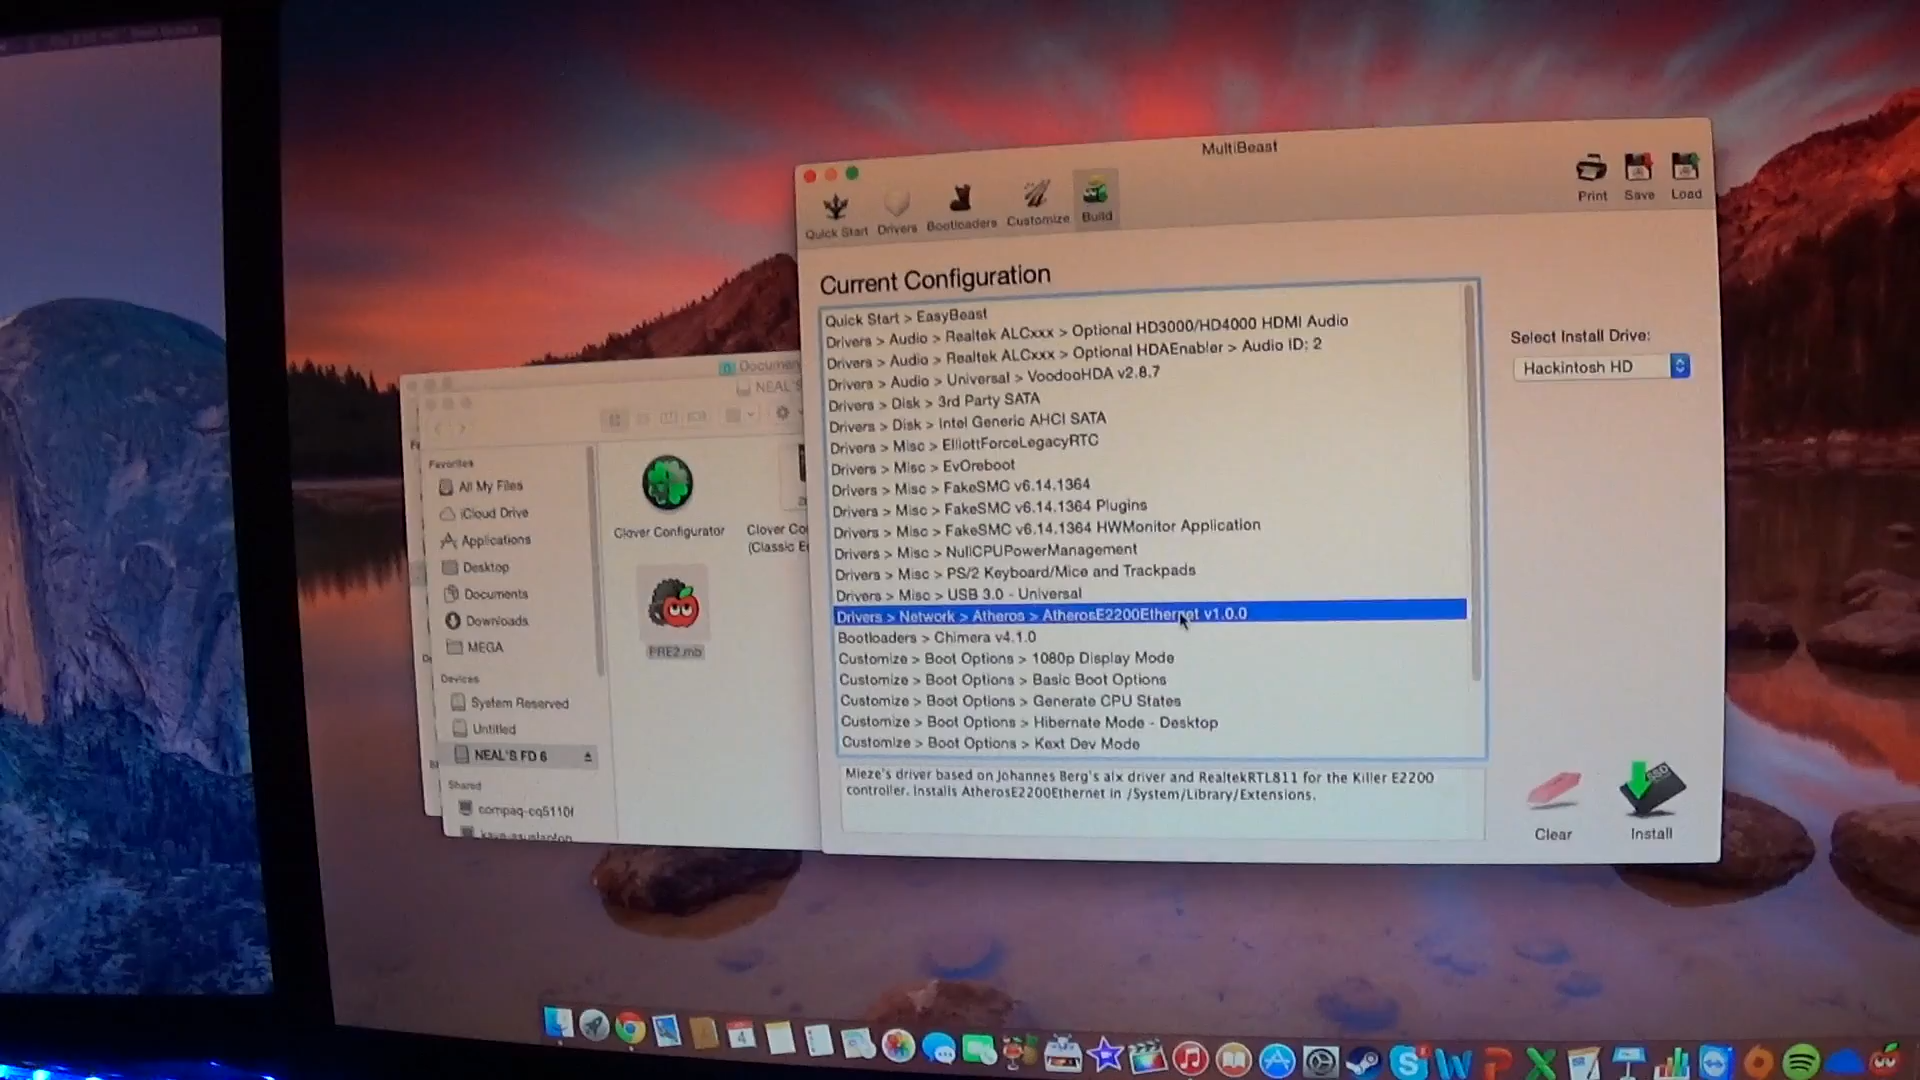 MultiBeast
Quick Start
Drivers
Bootloaders
Customize
Build
Print
Save
Load
Current Configuration
Quick Start > EasyBeast
Drivers > Audio > Realtek ALCxxx > Optional HD3000/HD4000 HDMI Audio
Drivers > Audio > Realtek ALCxxx > Optional HDAEnabler > Audio ID: 2
Drivers > Audio > Universal > VoodooHDA v2.8.7
Drivers > Disk > 3rd Party SATA
Drivers > Disk > Intel Generic AHCI SATA
Drivers > Misc > ElliottForceLegacyRTC
Drivers > Misc > EvOreboot
Drivers > Misc > FakeSMC v6.14.1364
Drivers > Misc > FakeSMC v6.14.1364 Plugins
Drivers > Misc > FakeSMC v6.14.1364 HWMonitor Application
Drivers > Misc > NullCPUPowerManagement
Drivers > Misc > PS/2 Keyboard/Mice and Trackpads
Drivers > Misc > USB 3.0 - Universal
Drivers > Network > Atheros > AtherosE2200Ethernet v1.0.0
Bootloaders > Chimera v4.1.0
Customize > Boot Options > 1080p Display Mode
Customize > Boot Options > Basic Boot Options
Customize > Boot Options > Generate CPU States
Customize > Boot Options > Hibernate Mode - Desktop
Customize > Boot Options > Kext Dev Mode
Mieze's driver based on Johannes Berg's alx driver and RealtekRTL811 for the Killer E2200
controller. Installs AtherosE2200Ethernet in /System/Library/Extensions.
Select Install Drive:
Hackintosh HD
SSD
Clear
Install
Documen
NEAL'S
Favorites
All My Files
iCloud Drive
Applications
Desktop
Documents
Downloads
MEGA
Devices
System Reserved
Untitled
NEAL'S FD 6
Shared
compaq-cq5110f
Clover Configurator
Clover Co
(Classic E
PRE2.mb
4